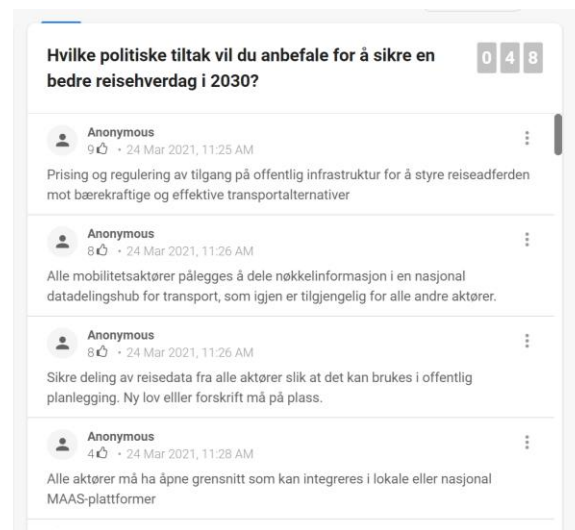 Hvilke politiske tiltak vil du anbefale for å sikre en
bedre reisehverdag i 2030?
0 4 8
Anonymous
9 • 24 Mar 2021, 11:25 AM
Prising og regulering av tilgang på offentlig infrastruktur for å styre reiseadferden
mot bærekraftige og effektive transportalternativer
Anonymous
8 • 24 Mar 2021, 11:26 AM
Alle mobilitetsaktører pålegges å dele nøkkelinformasjon i en nasjonal
datadelingshub for transport, som igjen er tilgjengelig for alle andre aktører.
Anonymous
8 • 24 Mar 2021, 11:26 AM
Sikre deling av reisedata fra alle aktører slik at det kan brukes i offentlig
planlegging. Ny lov elller forskrift må på plass.
Anonymous
4 • 24 Mar 2021, 11:28 AM
Alle aktører må ha åpne grensnitt som kan integreres i lokale eller nasjonal
MAAS-plattformer